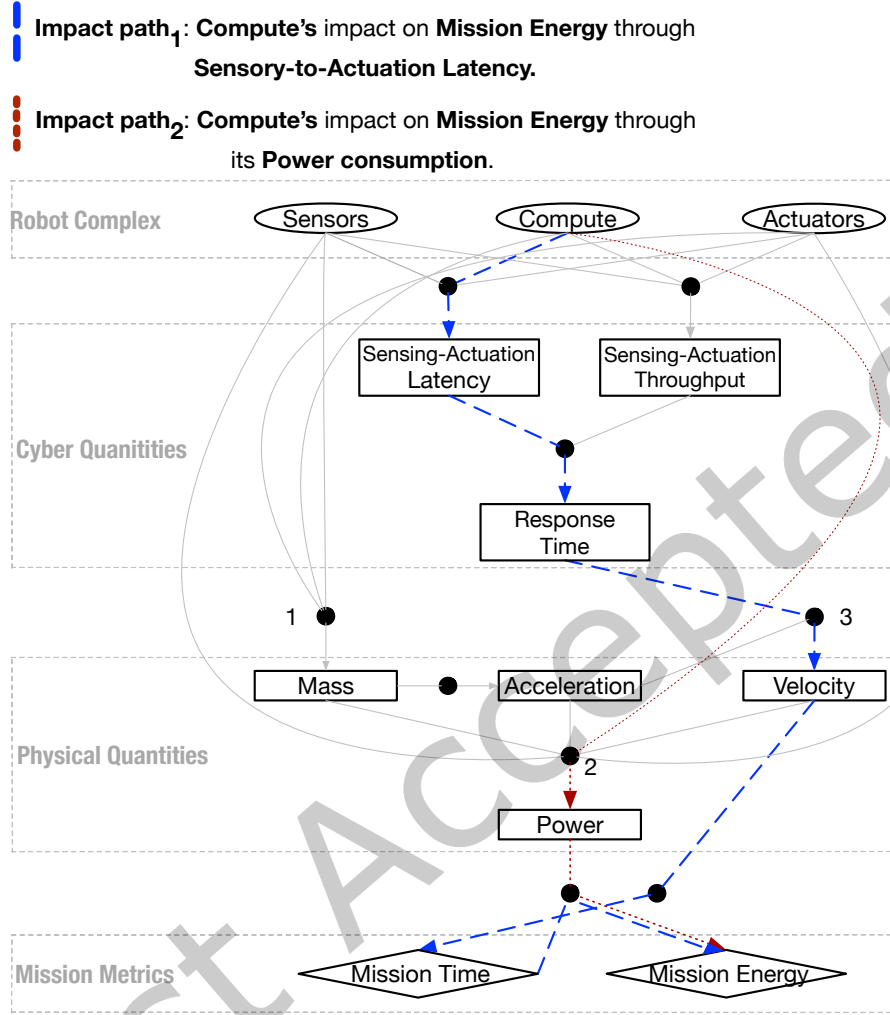 Impact path1: Compute's impact on Mission Energy through
Sensory-to-Actuation Latency.
Impact path2: Compute's impact on Mission Energy through
its Power consumption.
Robot Complex
Sensors
Compute
Actuators
Sensing-Actuation
Latency
Sensing-Actuation
Throughput
Cyber Quanitities
Response
Time
1
3
Mass
Acceleration
Velocity
Physical Quantities
2
Power
Mission Metrics
Mission Time
Mission Energy
Accepted